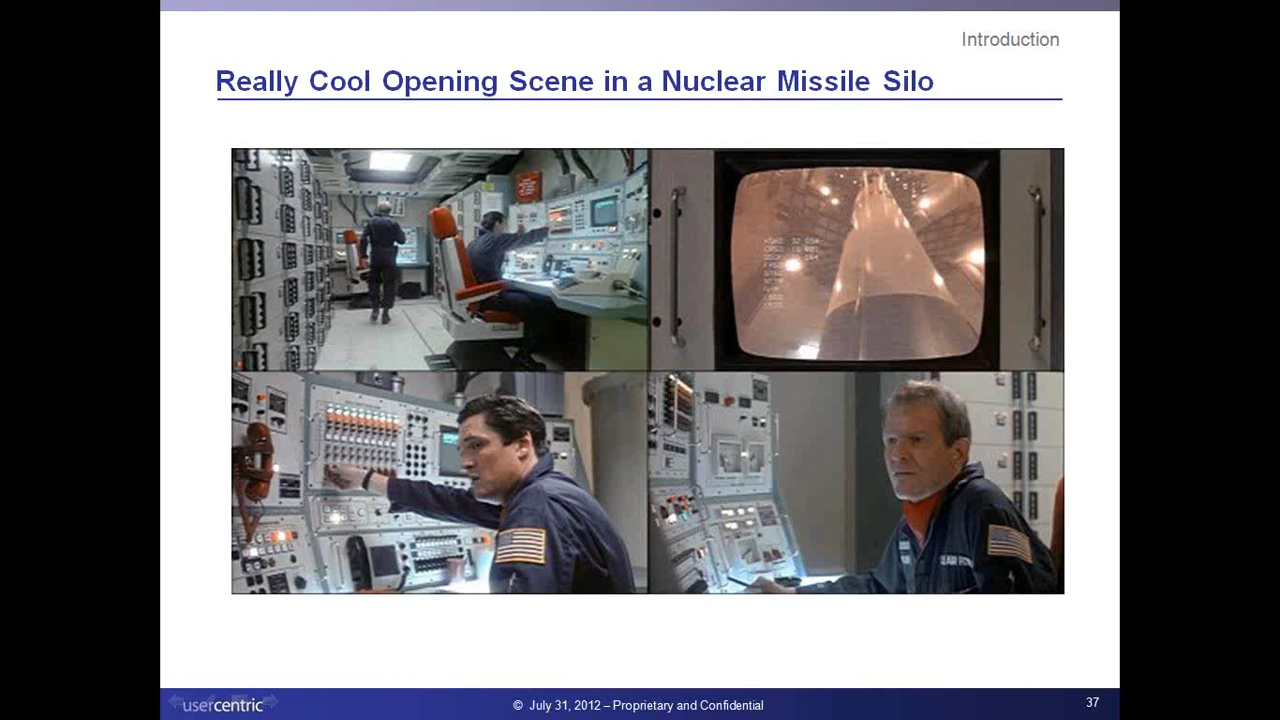 Introduction
Really Cool Opening Scene in a Nuclear Missile Silo
usercentric
© July 31, 2012 – Proprietary and Confidential
37